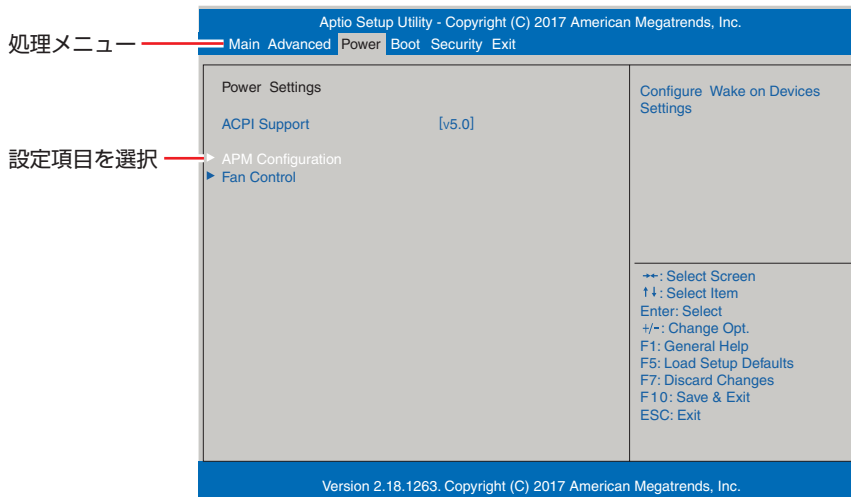 Aptio Setup Utility - Copyright (C) 2017 American Megatrends, Inc.
処理メニュー
Main Advanced Power Boot Security Exit
Power Settings
ACPI Support [v5.0]
設定項目を選択
APM Configuration
Fan Control
Configure Wake on Devices
Settings
→←: Select Screen
↑↓: Select Item
Enter: Select
+/-: Change Opt.
F1: General Help
F5: Load Setup Defaults
F7: Discard Changes
F10: Save & Exit
ESC: Exit
Version 2.18.1263. Copyright (C) 2017 American Megatrends, Inc.